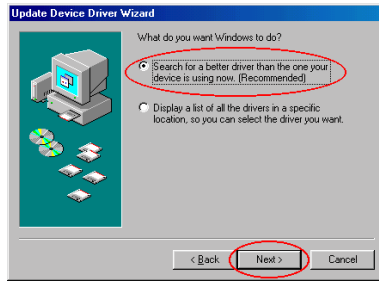 Update Device Driver Wizard
What do you want Windows to do?
Search for a better driver than the one your
device is using now. (Recommended)
Display a list of all the drivers in a specific
location, so you can select the driver you want.
< Back
Next >
Cancel